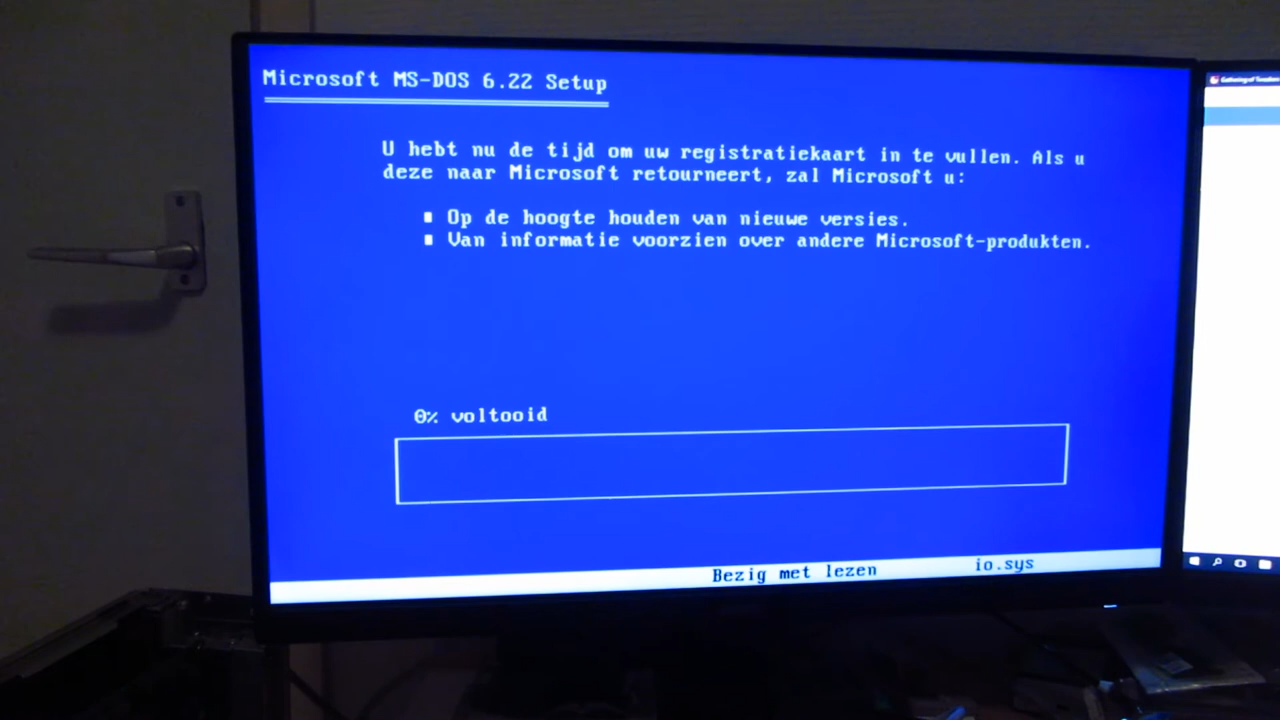 Microsoft MS-DOS 6.22 Setup
U hebt nu de tijd om uw registratiekaart in te vullen. Als u
deze naar Microsoft retourneert, zal Microsoft u:
Op de hoogte houden van nieuwe versies.
Van informatie voorzien over andere Microsoft-produkten.
0% voltooid
Bezig met lezen io.sys